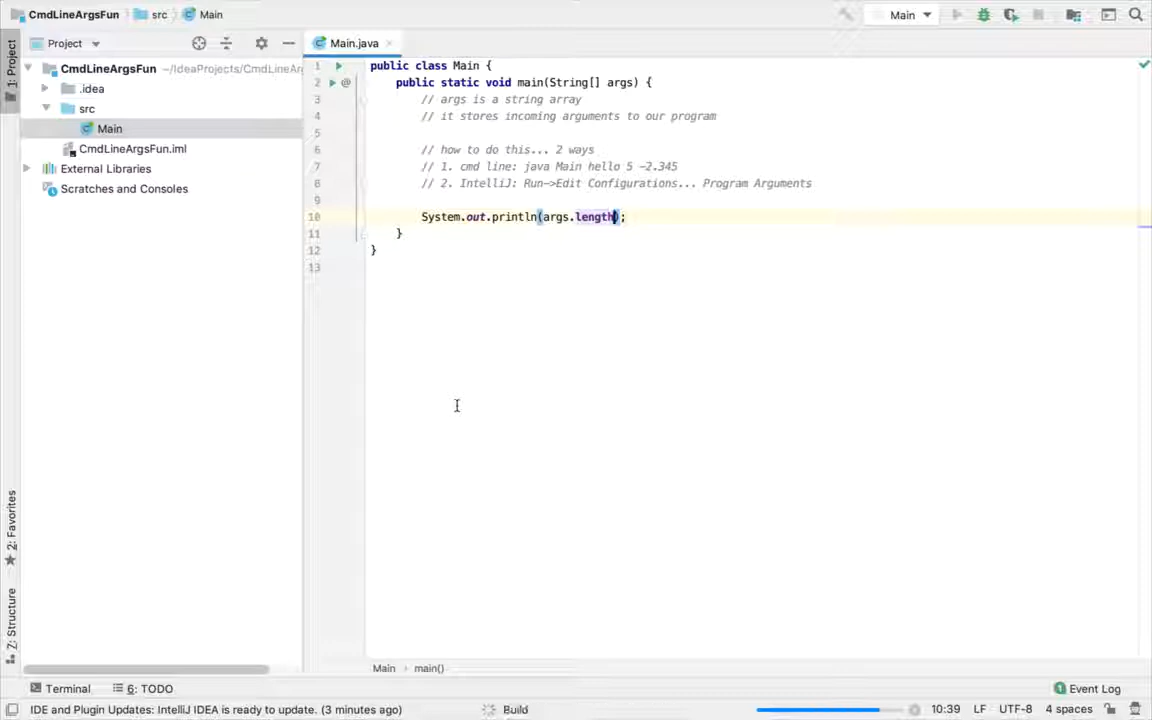 CmdLineArgsFun src Main Main
Project
Main.java
1: Project
CmdLineArgsFun ~/IdeaProjects/CmdLineAr
.idea
src
Main
CmdLineArgsFun.iml
External Libraries
Scratches and Consoles
1 public class Main {
2 @ public static void main(String[] args) {
3 // args is a string array
4 // it stores incoming arguments to our program
5
6 // how to do this... 2 ways
7 // 1. cmd line: java Main hello 5 -2.345
8 // 2. IntelliJ: Run->Edit Configurations... Program Arguments
9
10 System.out.println(args.length);
11 }
12 }
13
2: Favorites
Z: Structure
Main › main()
Terminal 6: TODO Event Log
IDE and Plugin Updates: IntelliJ IDEA is ready to update. (3 minutes ago) Build 10:39 LF UTF-8 4 spaces